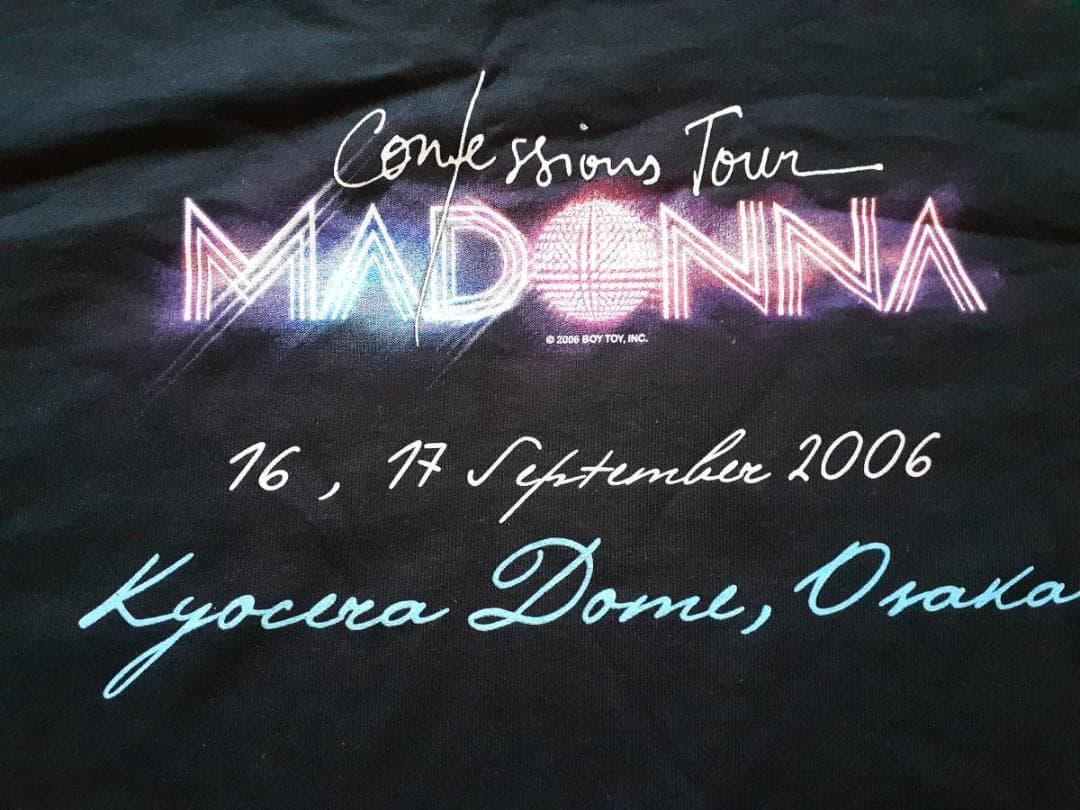 Confessions Tour
MADONNA
© 2006 BOY TOY, INC.
16, 17 September 2006
Kyocera Dome, Osaka